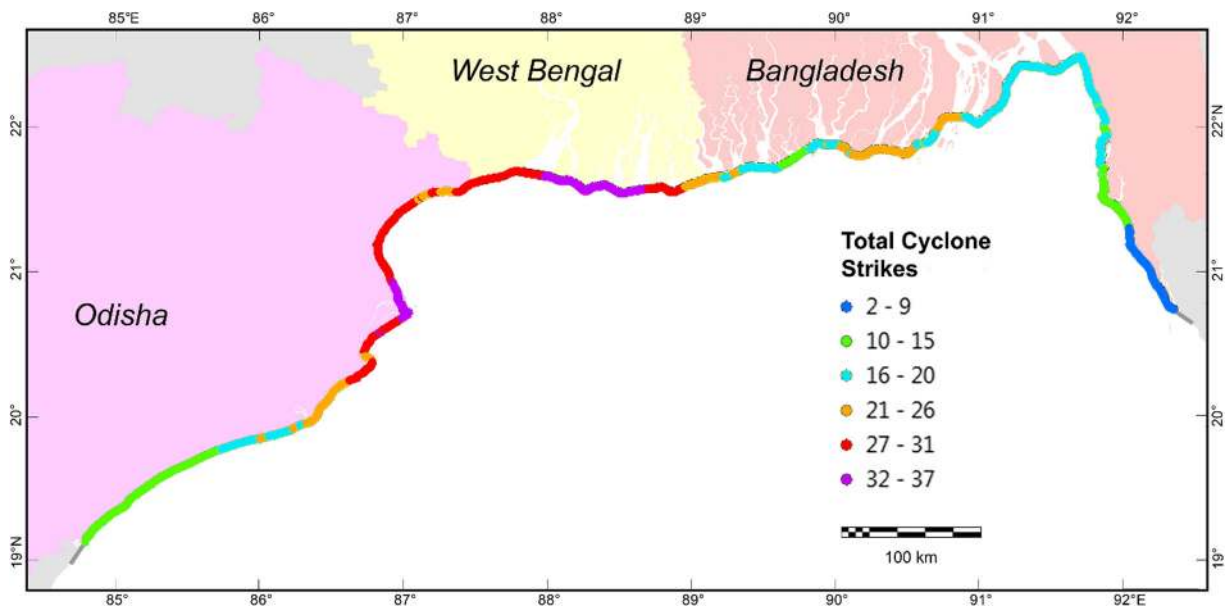 85°E 86° 87° 88° 89° 90° 91° 92°
West Bengal
Bangladesh
22°
22°N
Total Cyclone
Strikes
21°
21°
Odisha
2 - 9
10 - 15
16 - 20
20°
20°
21 - 26
27 - 31
32 - 37
100 km
19°N
19°
85° 86° 87° 88° 89° 90° 91° 92°E